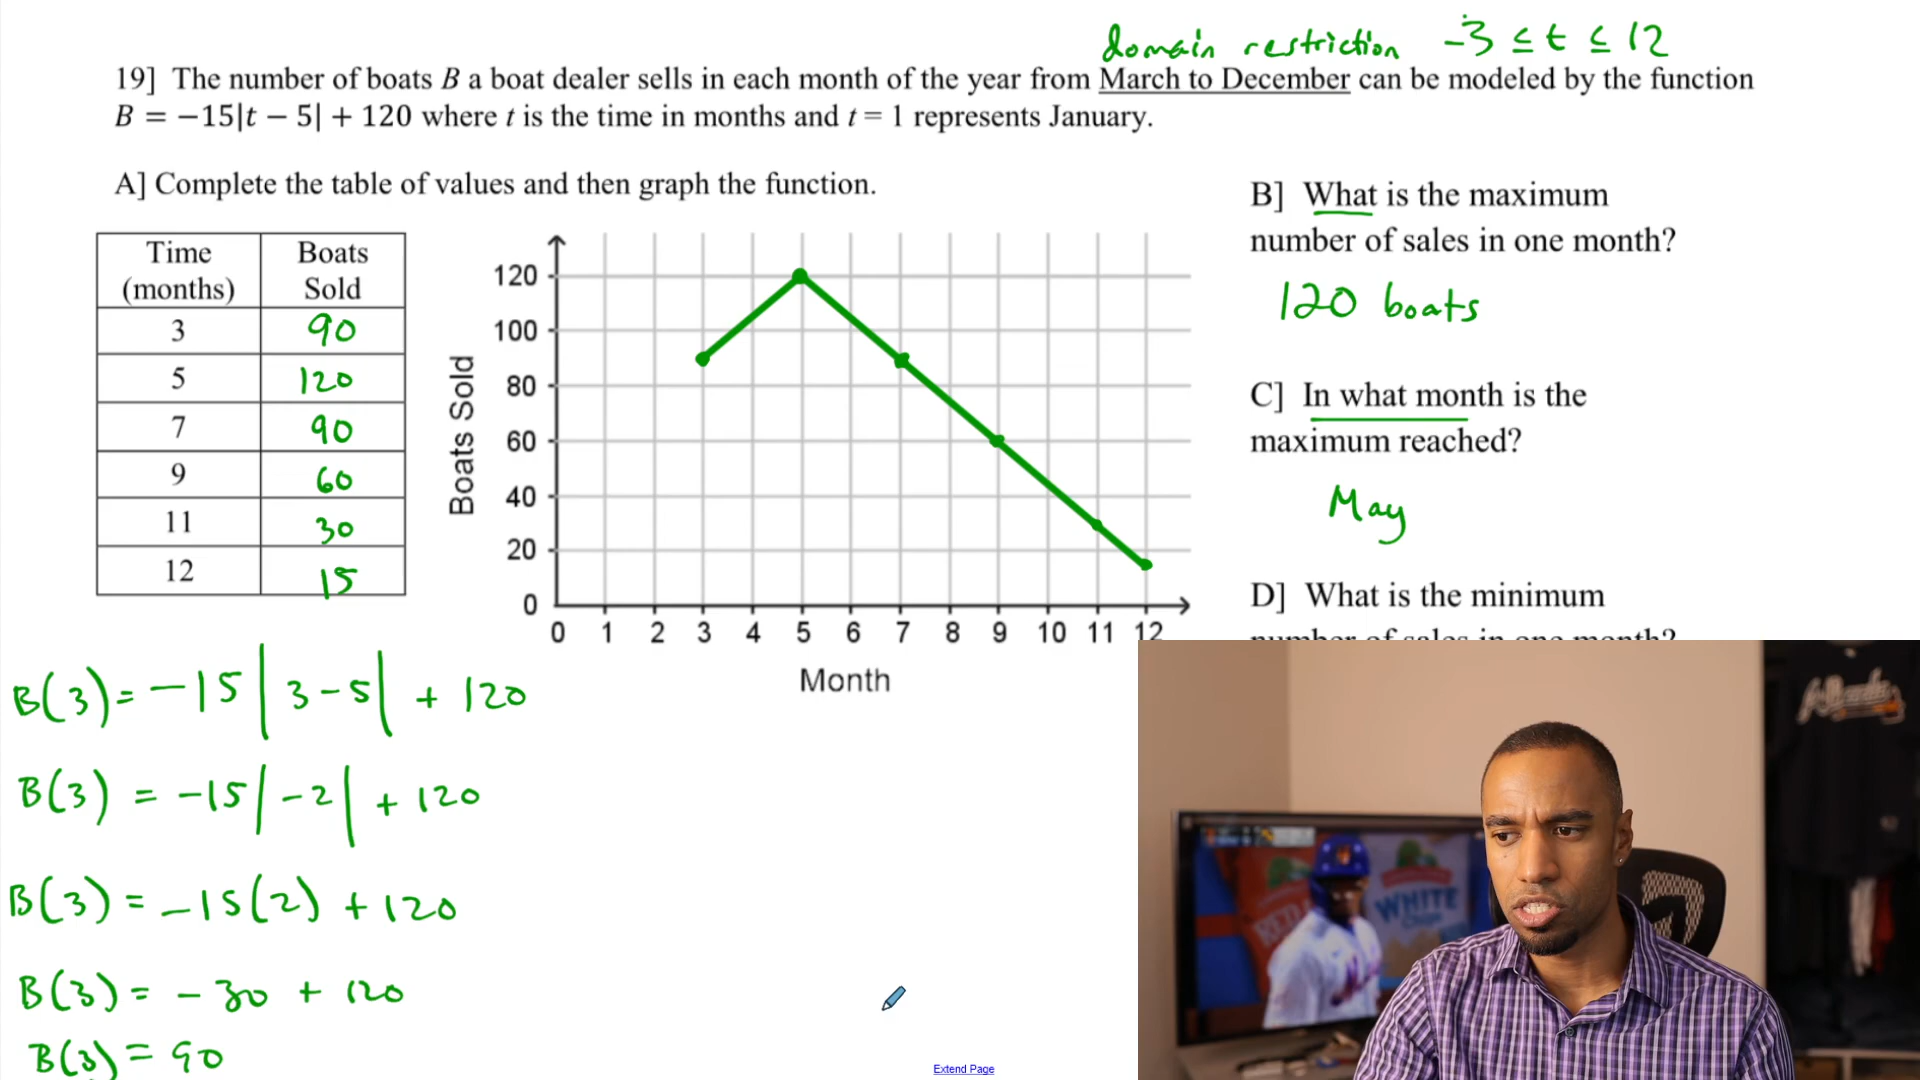 domain restriction -3 ≤ t ≤ 12
19] The number of boats B a boat dealer sells in each month of the year from March to December can be modeled by the function
B = −15|t − 5| + 120 where t is the time in months and t = 1 represents January.
A] Complete the table of values and then graph the function.
Time (months) Boats Sold
3 90
5 120
7 90
9 60
11 30
12 15
Boats Sold
120
100
80
60
40
20
0
0 1 2 3 4 5 6 7 8 9 10 11 12
Month
B] What is the maximum
number of sales in one month?
120 boats
C] In what month is the
maximum reached?
May
D] What is the minimum
number of sales in one month?
B(3) = -15 | 3 - 5 | + 120
B(3) = -15 | -2 | + 120
B(3) = -15(2) + 120
B(3) = - 30 + 120
B(3) = 90
WHITE
Extend Page